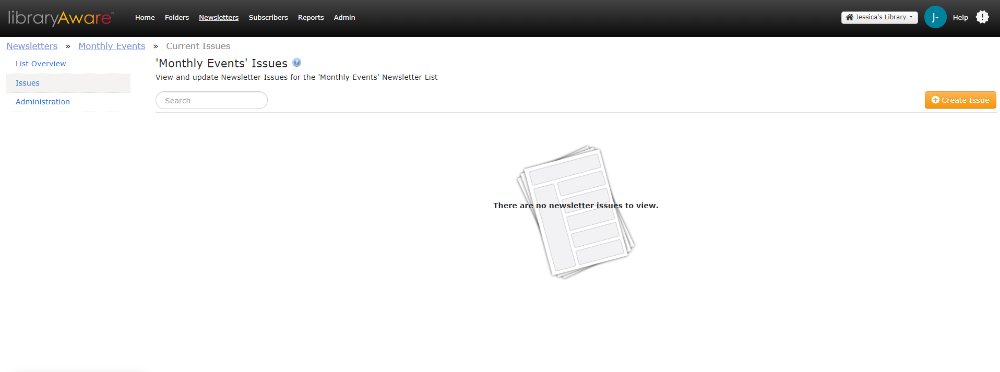 libraryAware™ Home Folders Newsletters Subscribers Reports Admin Jessica's Library J- Help
Newsletters » Monthly Events » Current Issues
List Overview
Issues
Administration
'Monthly Events' Issues
View and update Newsletter Issues for the 'Monthly Events' Newsletter List
Search
Create Issue
There are no newsletter issues to view.